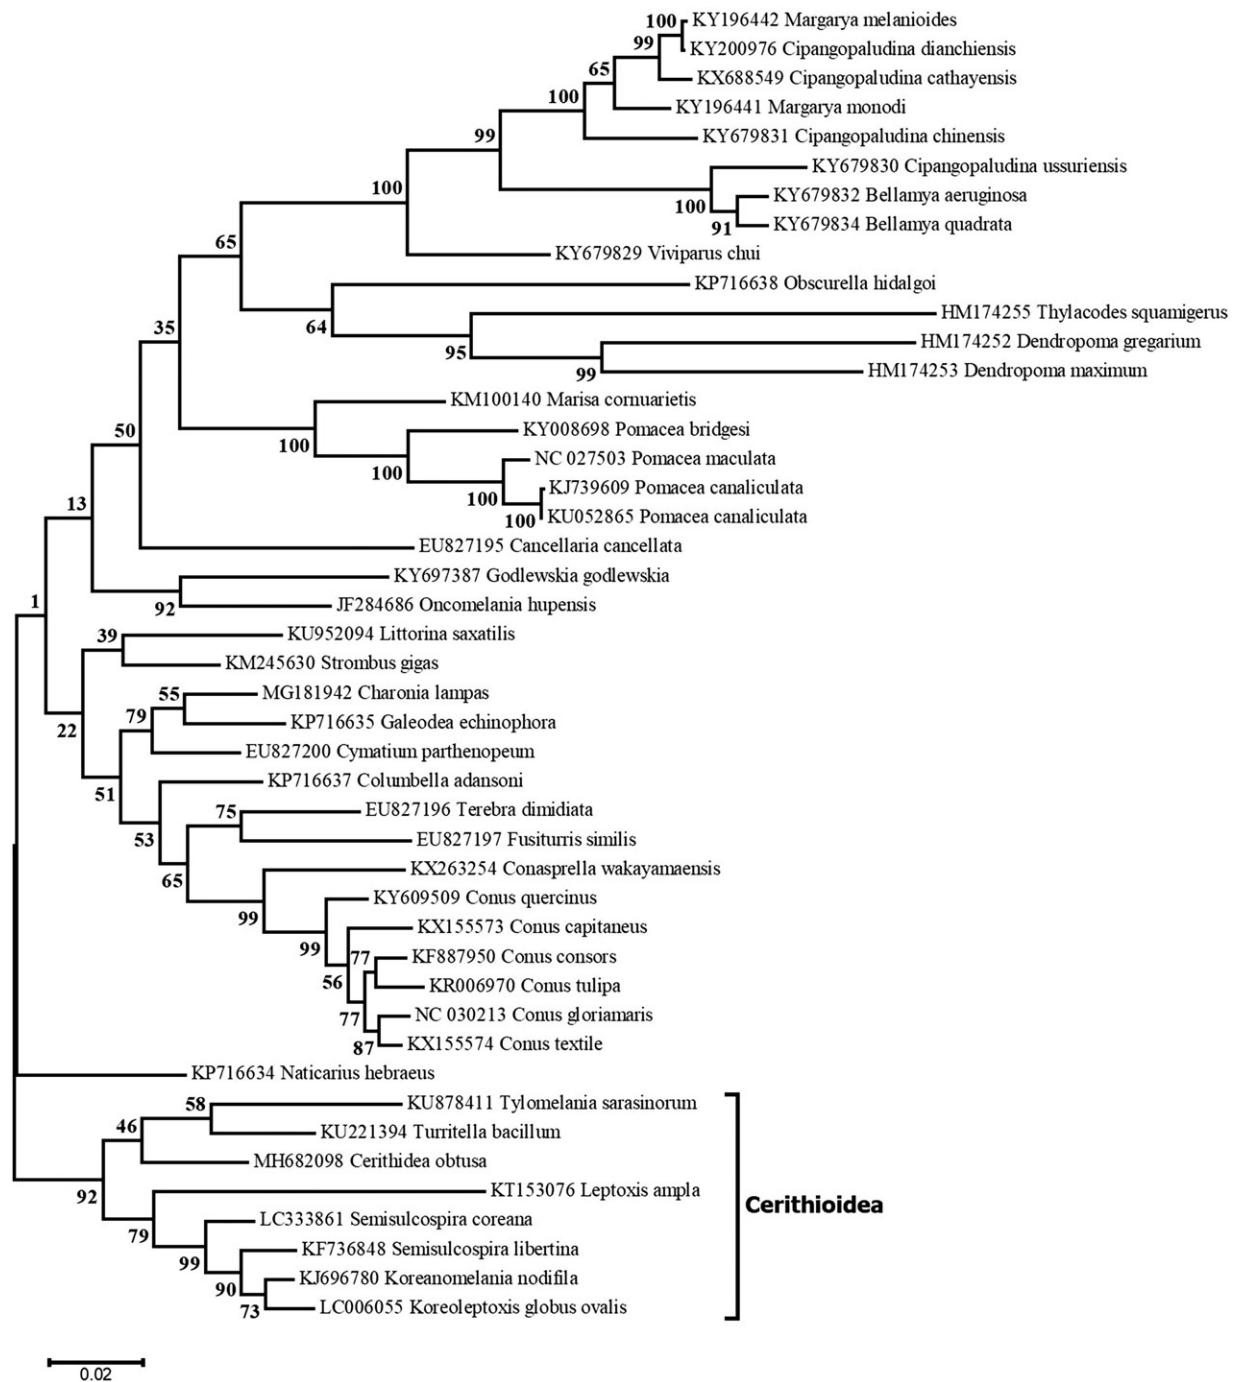 100 KY196442 Margarya melanioides
99 KY200976 Cipangopaludina dianchiensis
65 KX688549 Cipangopaludina cathayensis
100 KY196441 Margarya monodi
99 KY679831 Cipangopaludina chinensis
KY679830 Cipangopaludina ussuriensis
100 KY679832 Bellamya aeruginosa
100 91 KY679834 Bellamya quadrata
65 KY679829 Viviparus chui
KP716638 Obscurella hidalgoi
HM174255 Thylacodes squamigerus
35 64 HM174252 Dendropoma gregarium
95 99 HM174253 Dendropoma maximum
KM100140 Marisa cornuarietis
50 100 KY008698 Pomacea bridgesi
100 NC 027503 Pomacea maculata
100 KJ739609 Pomacea canaliculata
13 100 KU052865 Pomacea canaliculata
EU827195 Cancellaria cancellata
KY697387 Godlewskia godlewskia
1 92 JF284686 Oncomelania hupensis
39 KU952094 Littorina saxatilis
KM245630 Strombus gigas
55 MG181942 Charonia lampas
22 79 KP716635 Galeodea echinophora
EU827200 Cymatium parthenopeum
51 KP716637 Columbella adansoni
75 EU827196 Terebra dimidiata
53 EU827197 Fusiturris similis
65 KX263254 Conasprella wakayamaensis
KY609509 Conus quercinus
99 KX155573 Conus capitaneus
99 77 KF887950 Conus consors
56 KR006970 Conus tulipa
77 NC 030213 Conus gloriamaris
87 KX155574 Conus textile
KP716634 Naticarius hebraeus
58 KU878411 Tylomelania sarasinorum
46 KU221394 Turritella bacillum
MH682098 Cerithidea obtusa
92 KT153076 Leptoxis ampla
Cerithioidea
79 LC333861 Semisulcospira coreana
99 KF736848 Semisulcospira libertina
90 KJ696780 Koreanomelania nodifila
73 LC006055 Koreoleptoxis globus ovalis
0.02